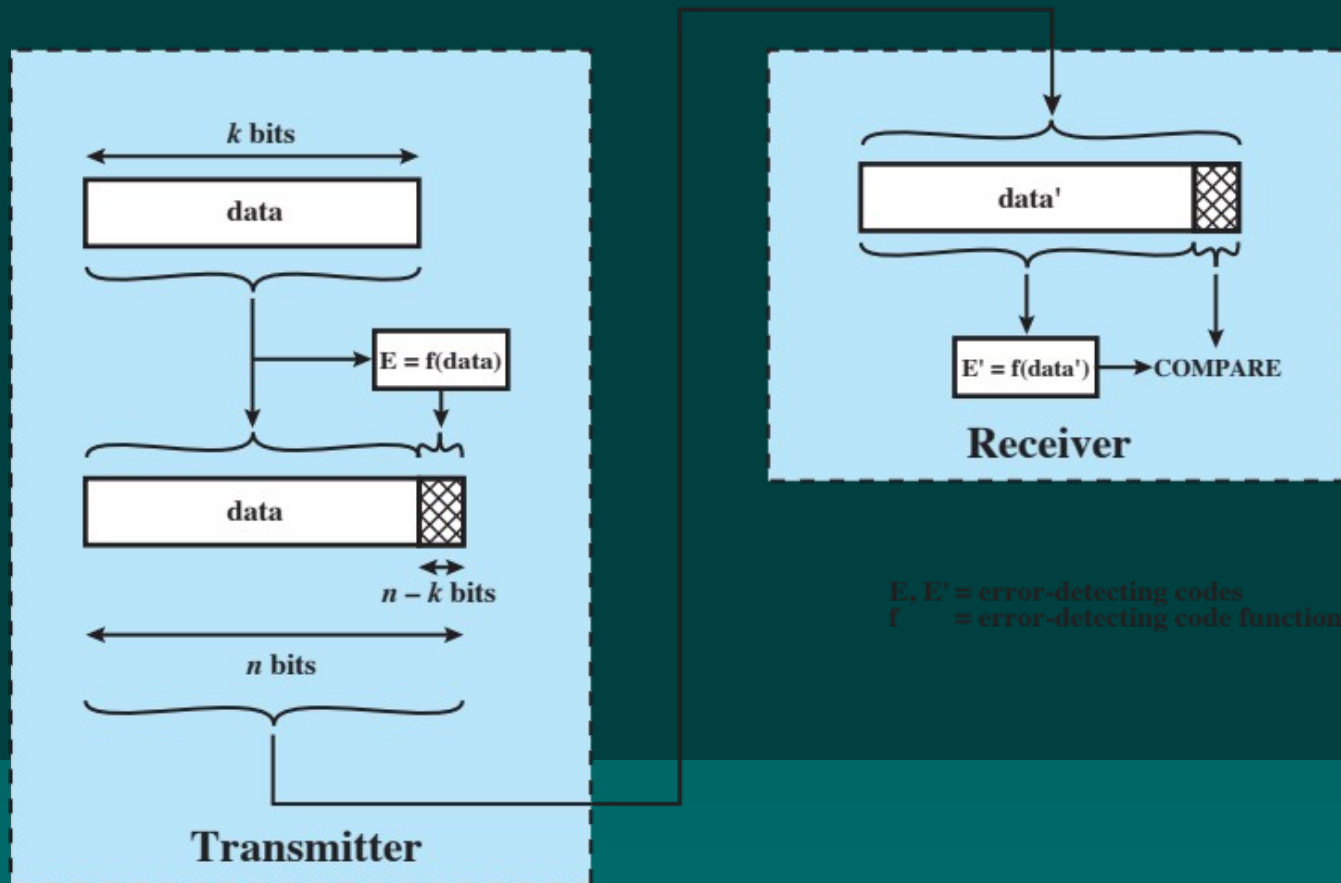 k bits
data
E = f(data)
data
n – k bits
n bits
Transmitter
data'
E' = f(data')
COMPARE
Receiver
E, E' = error-detecting codes
f = error-detecting code function